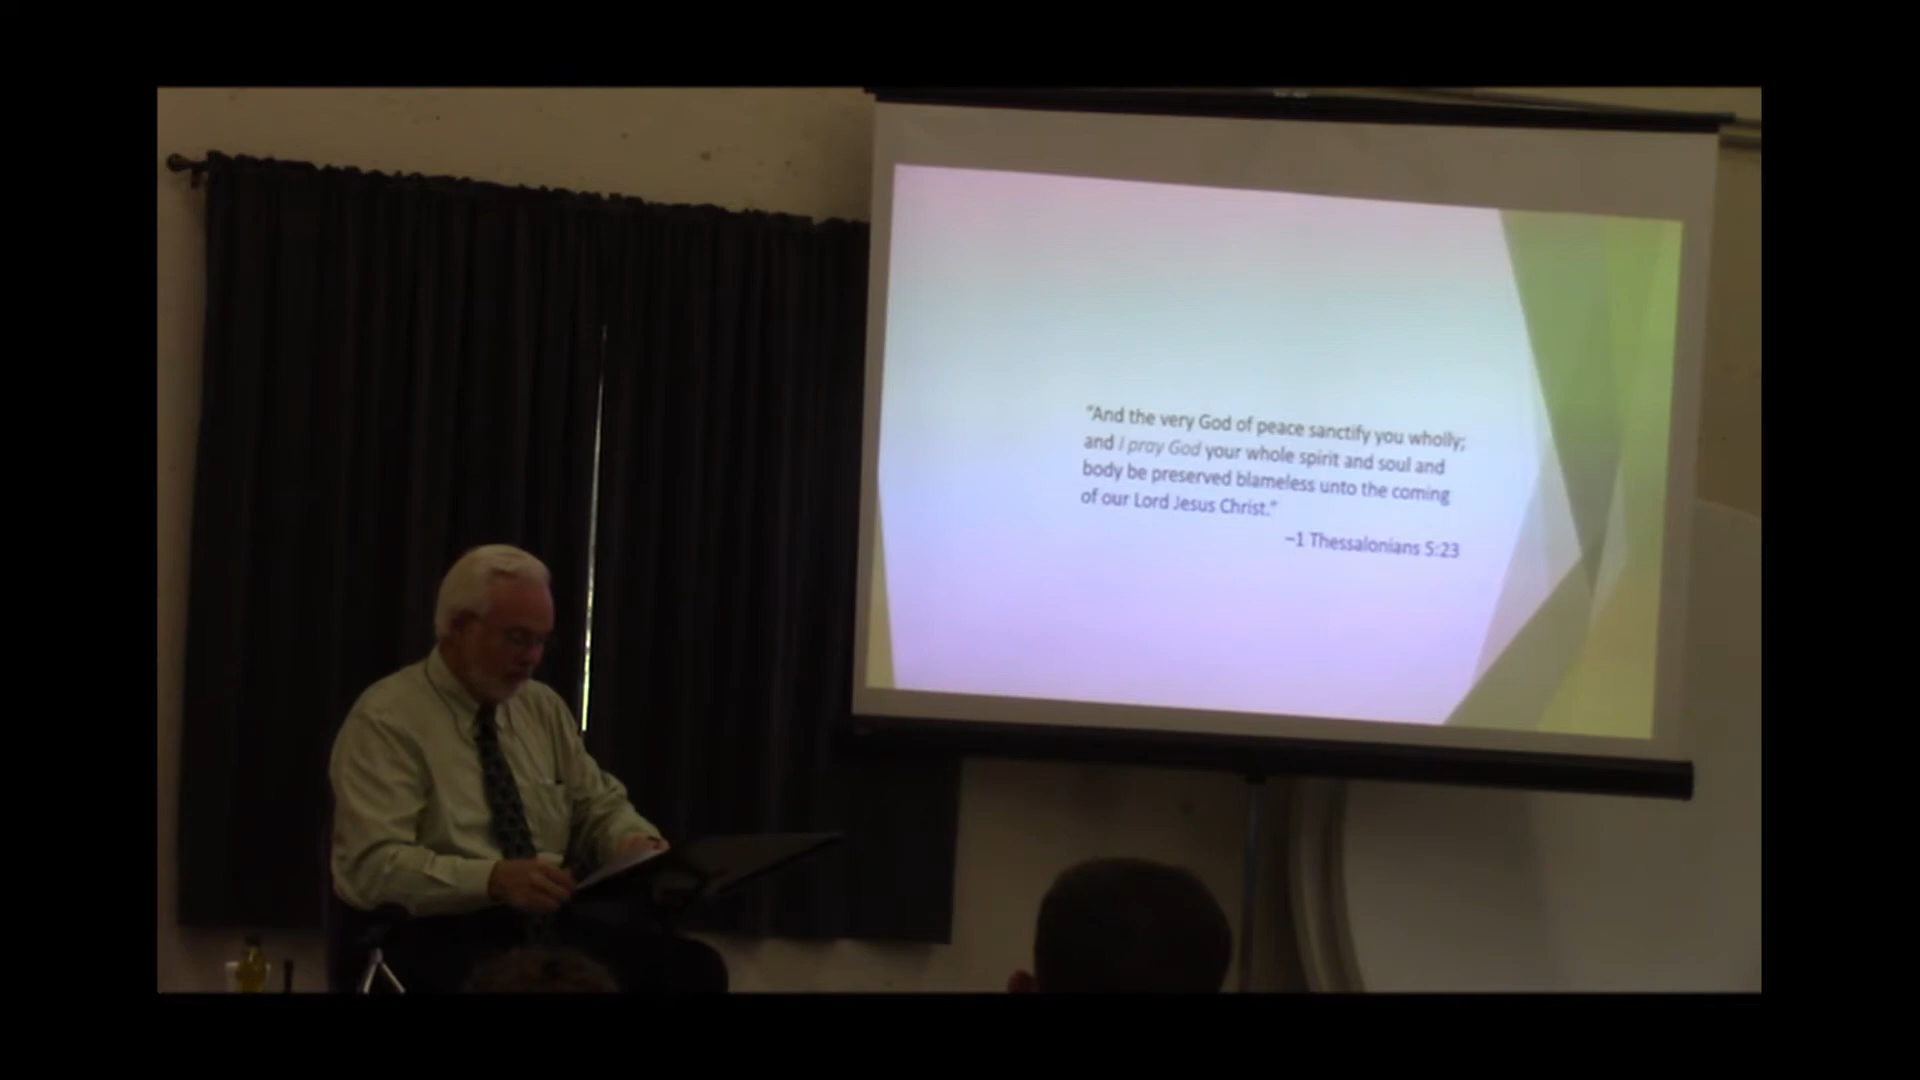 "And the very God of peace sanctify you wholly;
and I pray God your whole spirit and soul and
body be preserved blameless unto the coming
of our Lord Jesus Christ."
–1 Thessalonians 5:23